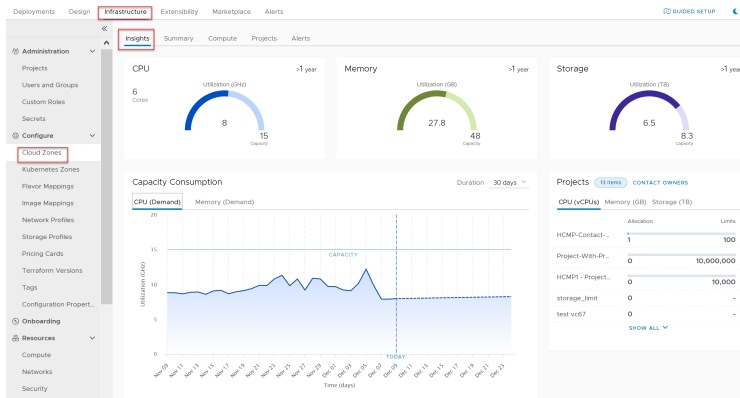 Deployments Design Infrastructure Extensibility Marketplace Alerts GUIDED SETUP
«
Insights Summary Compute Projects Alerts
Administration
Projects
Users and Groups
Custom Roles
Secrets
Configure
Cloud Zones
Kubernetes Zones
Flavor Mappings
Image Mappings
Network Profiles
Storage Profiles
Pricing Cards
Terraform Versions
Tags
Configuration Propert...
Onboarding
Resources
Compute
Networks
Security
CPU >1 year
6
Cores
Utilization (GHz)
8
15
Capacity
Memory >1 year
Utilization (GB)
27.8
48
Capacity
Storage >1 yea
Utilization (TB)
6.5
8.3
Capacity
Capacity Consumption Duration 30 days
CPU (Demand) Memory (Demand)
Utilization (GHz)
20
15
10
5
0
CAPACITY
TODAY
Nov 09 Nov 11 Nov 13 Nov 15 Nov 17 Nov 19 Nov 21 Nov 23 Nov 25 Nov 27 Nov 29 Dec 01 Dec 03 Dec 05 Dec 07 Dec 09 Dec 11 Dec 13 Dec 15 Dec 17 Dec 19 Dec 21 Dec 23
Time (days)
Projects 13 items CONTACT OWNERS
CPU (vCPUs) Memory (GB) Storage (TB)
Allocation Limits
HCMP-Contact-... 1 100
Project-With-Pr... 0 10,000,000
HCMP1 - Project... 0 10,000
storage_limit 0 -
test vc67 0 -
SHOW ALL